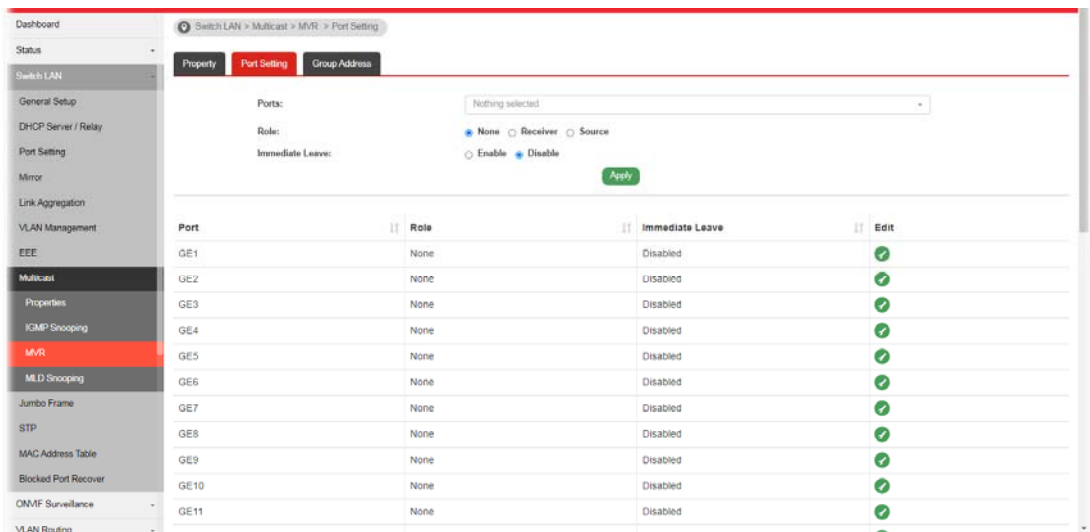 Dashboard
Status
Switch LAN
General Setup
DHCP Server / Relay
Port Setting
Mirror
Link Aggregation
VLAN Management
EEE
Multicast
Properties
IGMP Snooping
MVR
MLD Snooping
Jumbo Frame
STP
MAC Address Table
Blocked Port Recover
ONVIF Surveillance
VLAN Routing
Switch LAN > Multicast > MVR > Port Setting
Property Port Setting Group Address
Ports: Nothing selected
Role: None Receiver Source
Immediate Leave: Enable Disable
Apply
Port Role Immediate Leave Edit
GE1 None Disabled
GE2 None Disabled
GE3 None Disabled
GE4 None Disabled
GE5 None Disabled
GE6 None Disabled
GE7 None Disabled
GE8 None Disabled
GE9 None Disabled
GE10 None Disabled
GE11 None Disabled